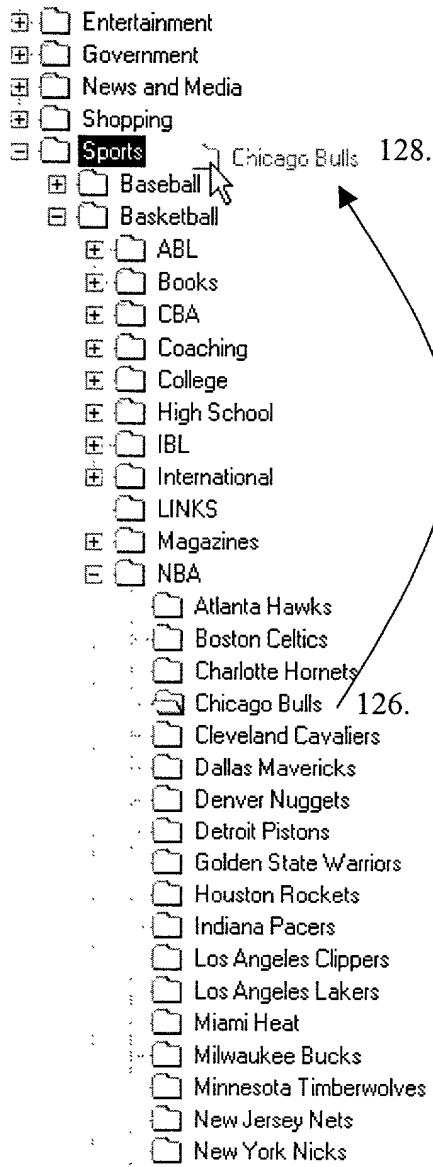 Entertainment
Government
News and Media
Shopping
Sports Chicago Bulls 128.
Baseball
Basketball
ABL
Books
CBA
Coaching
College
High School
IBL
International
LINKS
Magazines
NBA
Atlanta Hawks
Boston Celtics
Charlotte Hornets
Chicago Bulls 126.
Cleveland Cavaliers
Dallas Mavericks
Denver Nuggets
Detroit Pistons
Golden State Warriors
Houston Rockets
Indiana Pacers
Los Angeles Clippers
Los Angeles Lakers
Miami Heat
Milwaukee Bucks
Minnesota Timberwolves
New Jersey Nets
New York Nicks